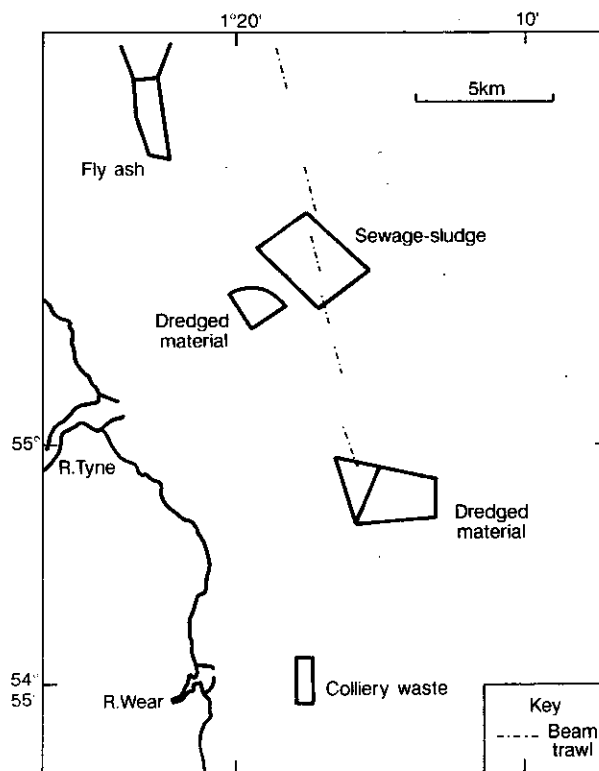 1°20'
10'
5km
Fly ash
Sewage-sludge
Dredged
material
55°
R.Tyne
Dredged
material
54°
55'
R.Wear
Colliery waste
Key
Beam
trawl